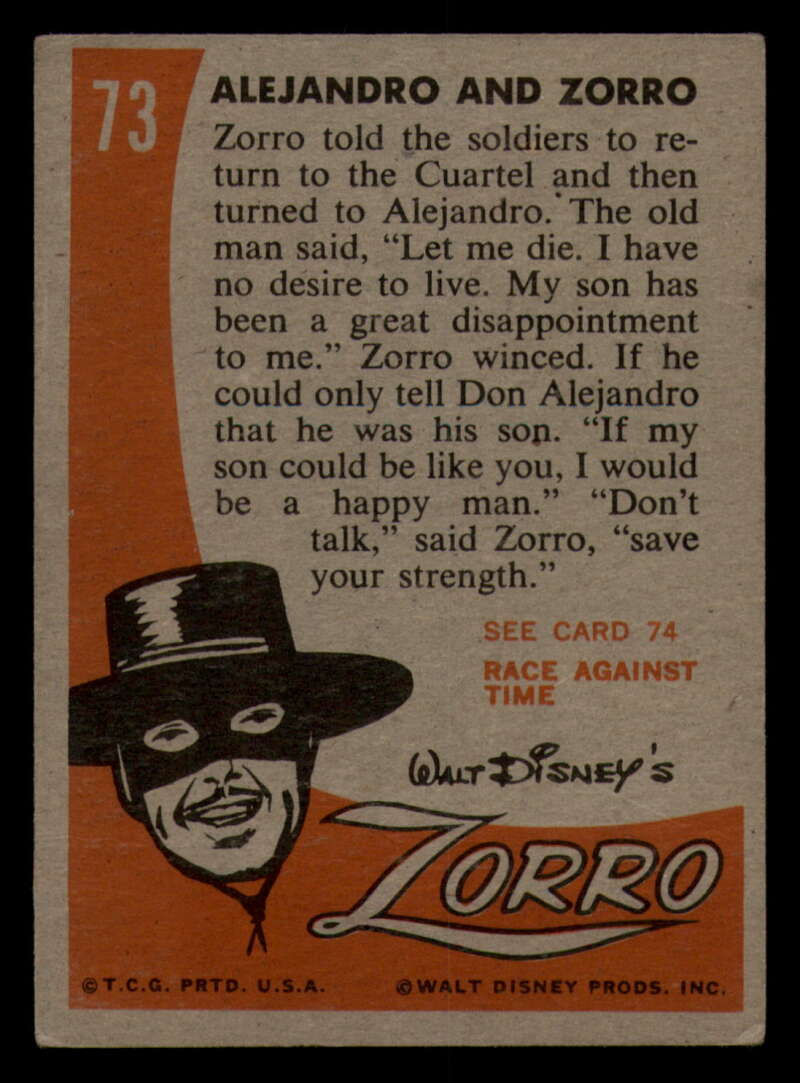 73
ALEJANDRO AND ZORRO
Zorro told the soldiers to re-
turn to the Cuartel and then
turned to Alejandro. The old
man said, “Let me die. I have
no desire to live. My son has
been a great disappointment
to me.” Zorro winced. If he
could only tell Don Alejandro
that he was his son. “If my
son could be like you, I would
be a happy man.” “Don’t
talk,” said Zorro, “save
your strength.”
SEE CARD 74
RACE AGAINST
TIME
WALT DISNEY'S
ZORRO
©T.C.G. PRTD. U.S.A.
©WALT DISNEY PRODS. INC.